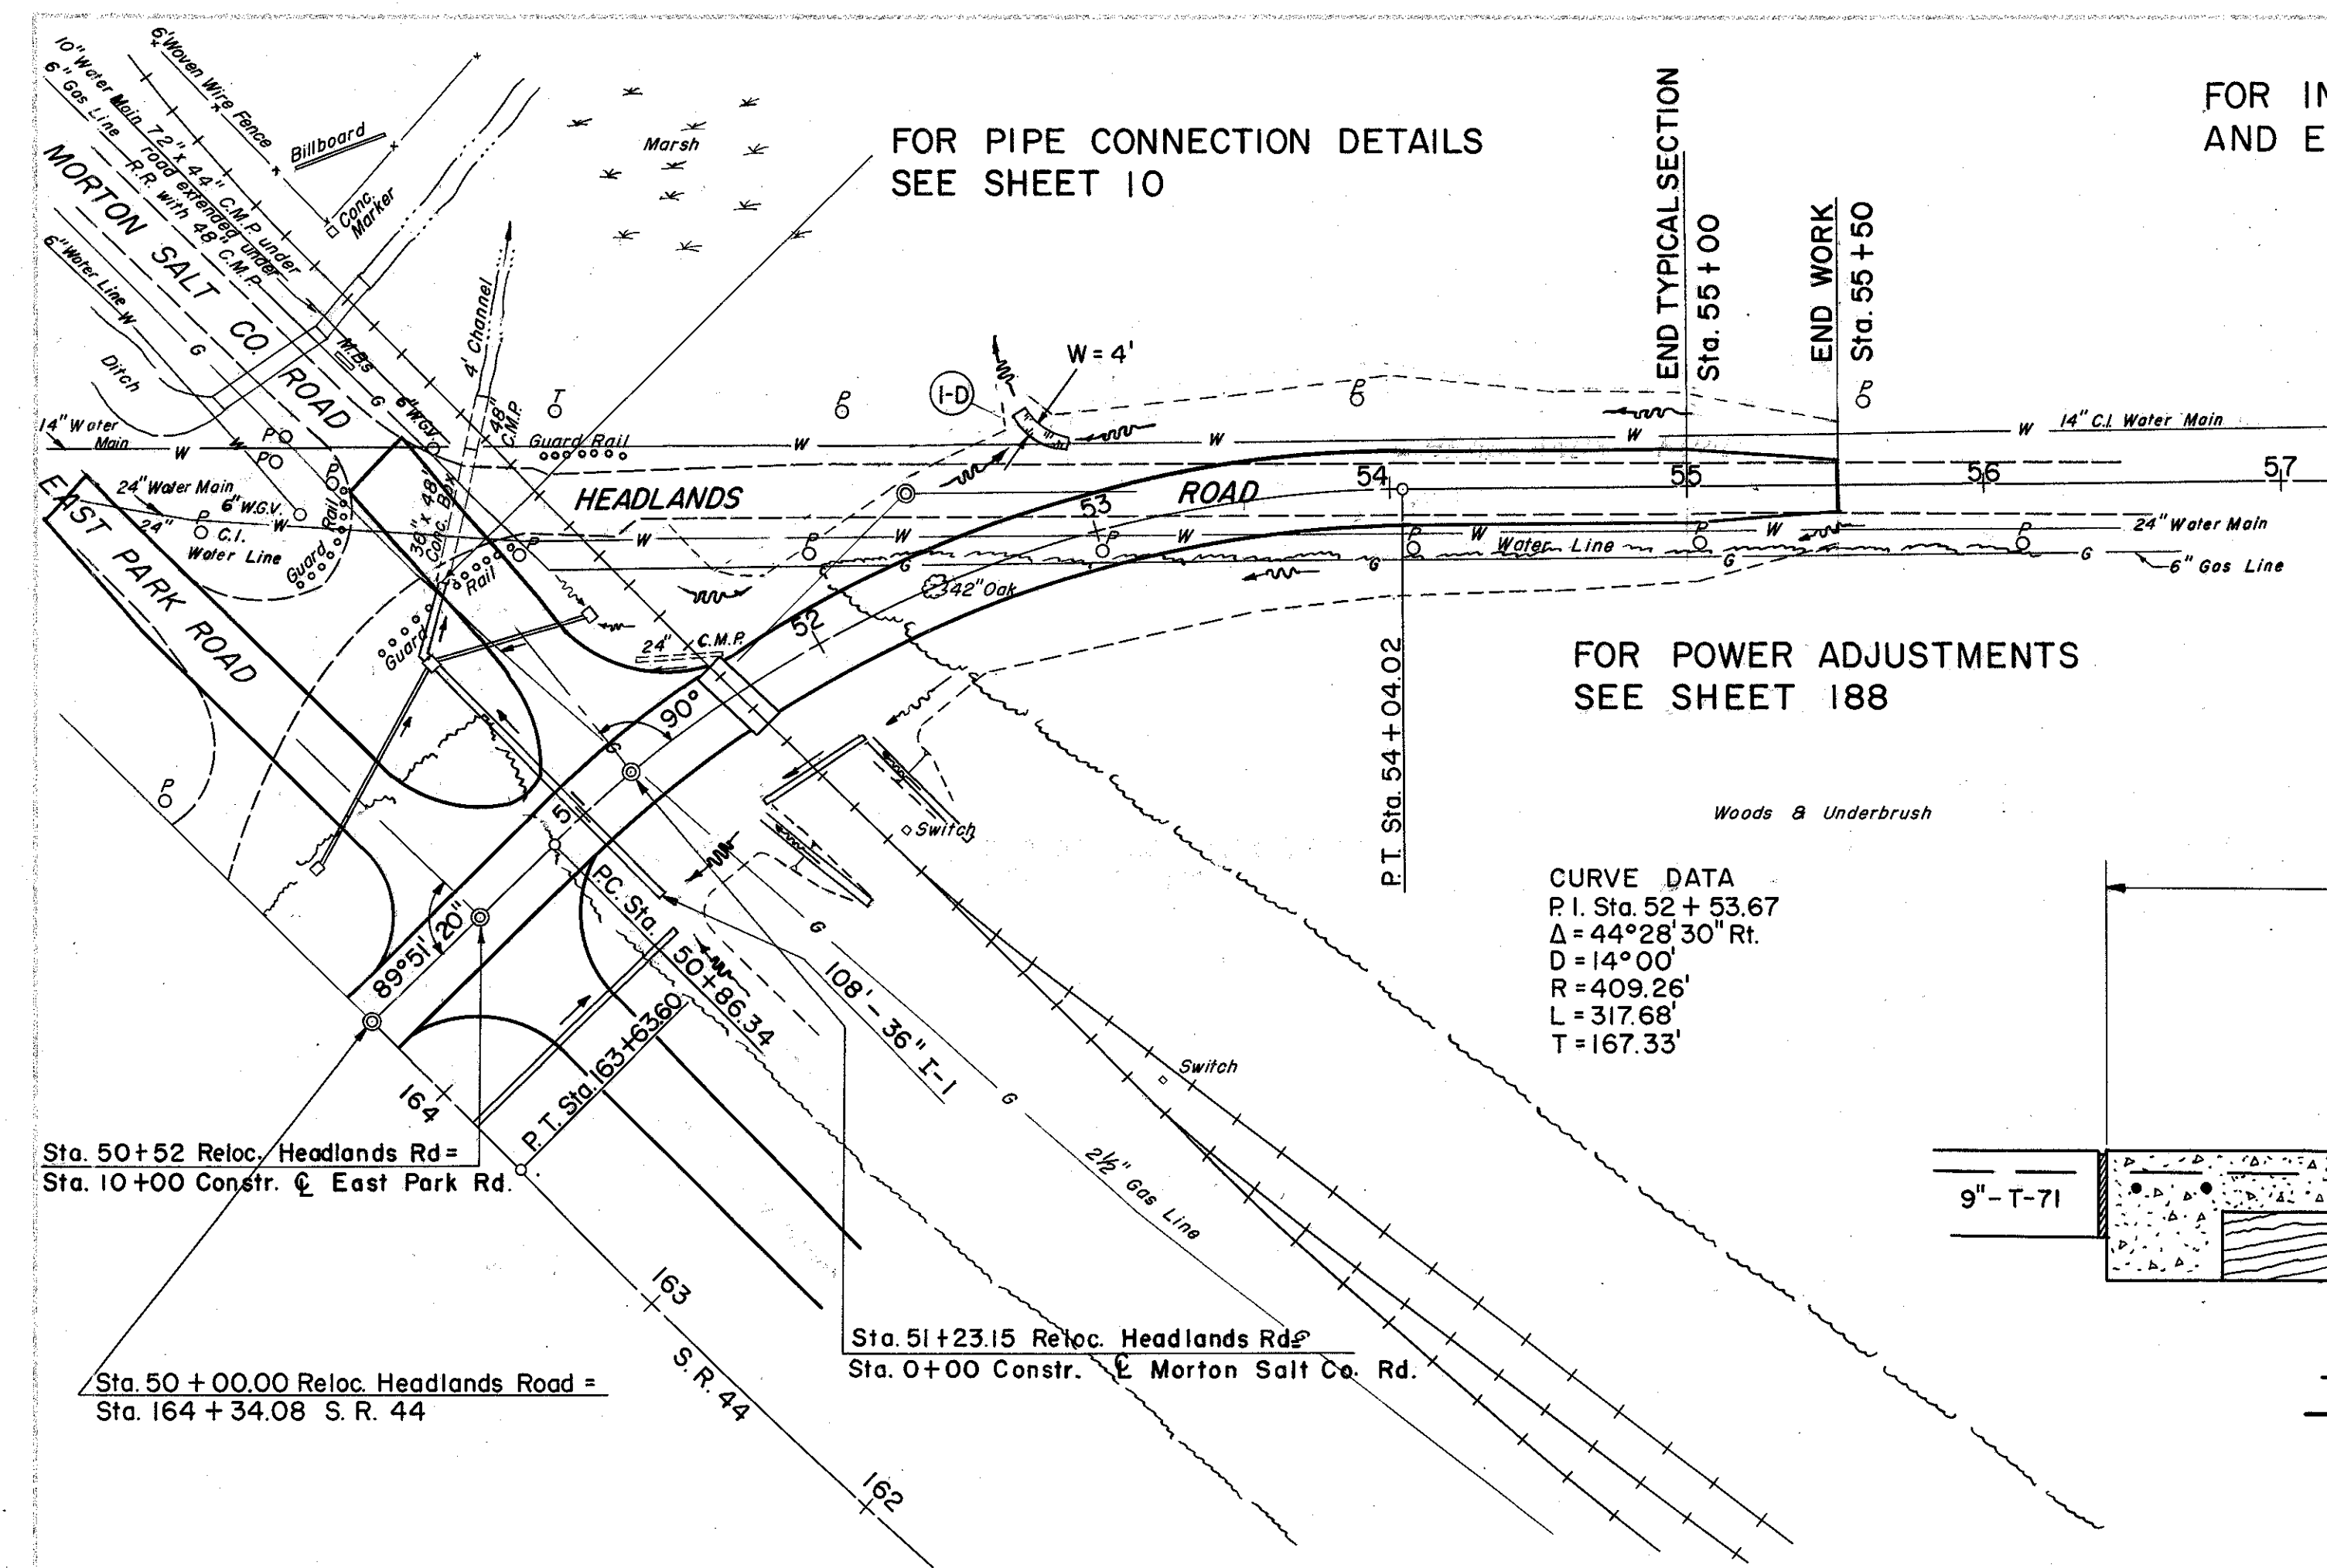 6' Woven Wire Fence
10" Water Main
6" Gas Line
72" x 44" C.M.P. under
road extended under
R.R. with 48" C.M.P.
Billboard
Conc.
Marker
MORTON SALT CO. ROAD
6" Water Line W
G
Ditch
M.B.s
G
6" W.G.V.
4' Channel
48"
C.M.P.
Marsh
FOR PIPE CONNECTION DETAILS
SEE SHEET 10
FOR IN
AND E
END TYPICAL SECTION
Sta. 55+00
END WORK
Sta. 55+50
W = 4'
1-D
T
P
P
P
14" Water
Main
W
W
P
P
P
Guard Rail
W
W
W
W
14" C.I. Water Main
EAST PARK ROAD
24" Water Main
24"
6" W.G.V.
P
C.I.
Water Line
W
Guard Rail
36" x 48"
Conc. Box
Guard Rail
P
HEADLANDS ROAD
52
53
54
55
56
57
W
P
W
G
P
W
P
W
Water Line
P
W
P
24" Water Main
G
G
G
6" Gas Line
42" Oak
24" C.M.P.
90°
G
FOR POWER ADJUSTMENTS
SEE SHEET 188
P.T. Sta. 54+04.02
Woods & Underbrush
CURVE DATA
P.I. Sta. 52 + 53.67
Δ = 44°28'30" Rt.
D = 14°00'
R = 409.26'
L = 317.68'
T = 167.33'
P
Switch
51
P.C. Sta. 50+86.34
89°51'20"
G
108' - 36" I-1
G
Switch
2½" Gas Line
P.T. Sta. 163+63.60
164
163
162
S.R. 44
Sta. 50+52 Reloc. Headlands Rd =
Sta. 10+00 Constr. ℄ East Park Rd.
Sta. 51+23.15 Reloc. Headlands Rd =
G
Sta. 0+00 Constr. ℄ Morton Salt Co. Rd.
Sta. 50 + 00.00 Reloc. Headlands Road =
Sta. 164 + 34.08 S. R. 44
9"-T-71